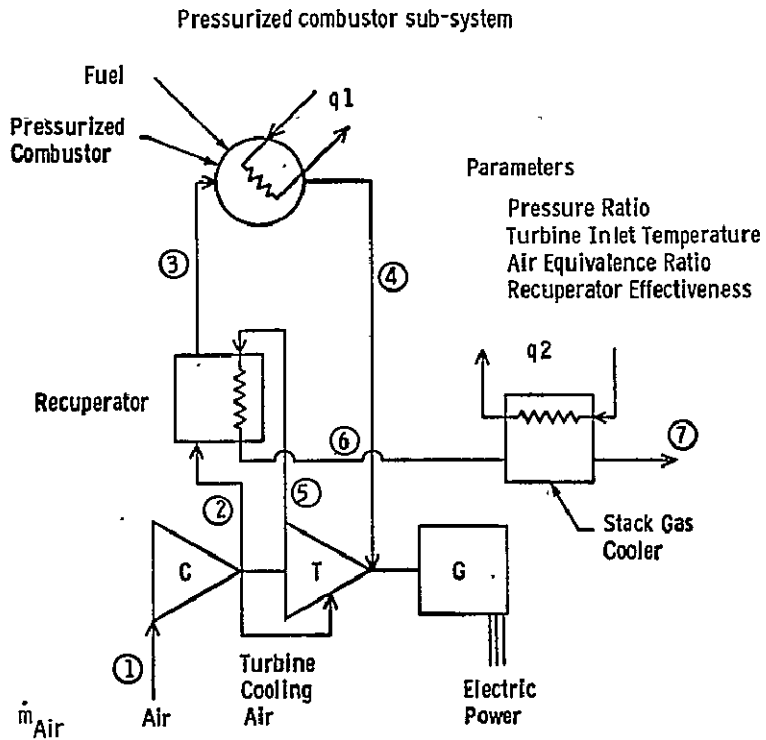 Pressurized combustor sub-system
Fuel
q1
Pressurized
Combustor
Parameters
Pressure Ratio
Turbine Inlet Temperature
Air Equivalence Ratio
Recuperator Effectiveness
3
4
q2
Recuperator
6
7
2
5
Stack Gas
Cooler
C
T
G
1
Turbine
Cooling
Air
Electric
Power
ṁAir
Air